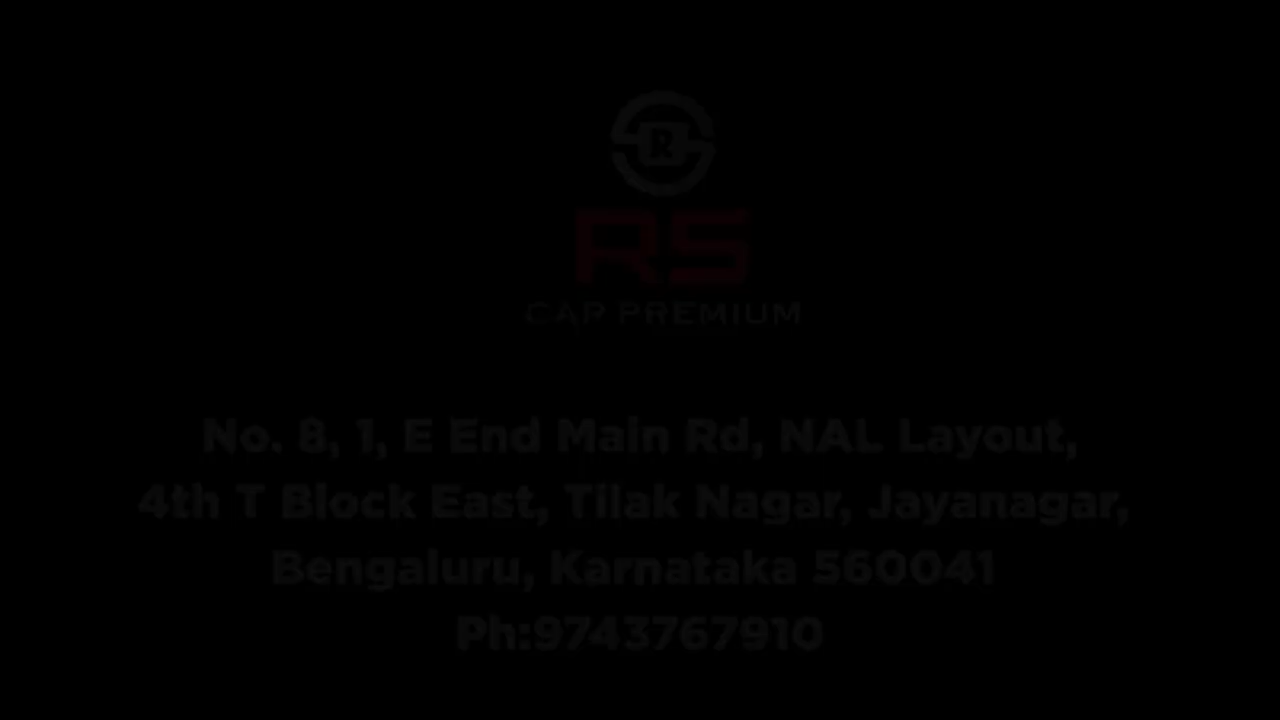 R
RS
CAR PREMIUM
No. 8, 1, E End Main Rd, NAL Layout,
4th T Block East, Tilak Nagar, Jayanagar,
Bengaluru, Karnataka 560041
Ph:9743767910